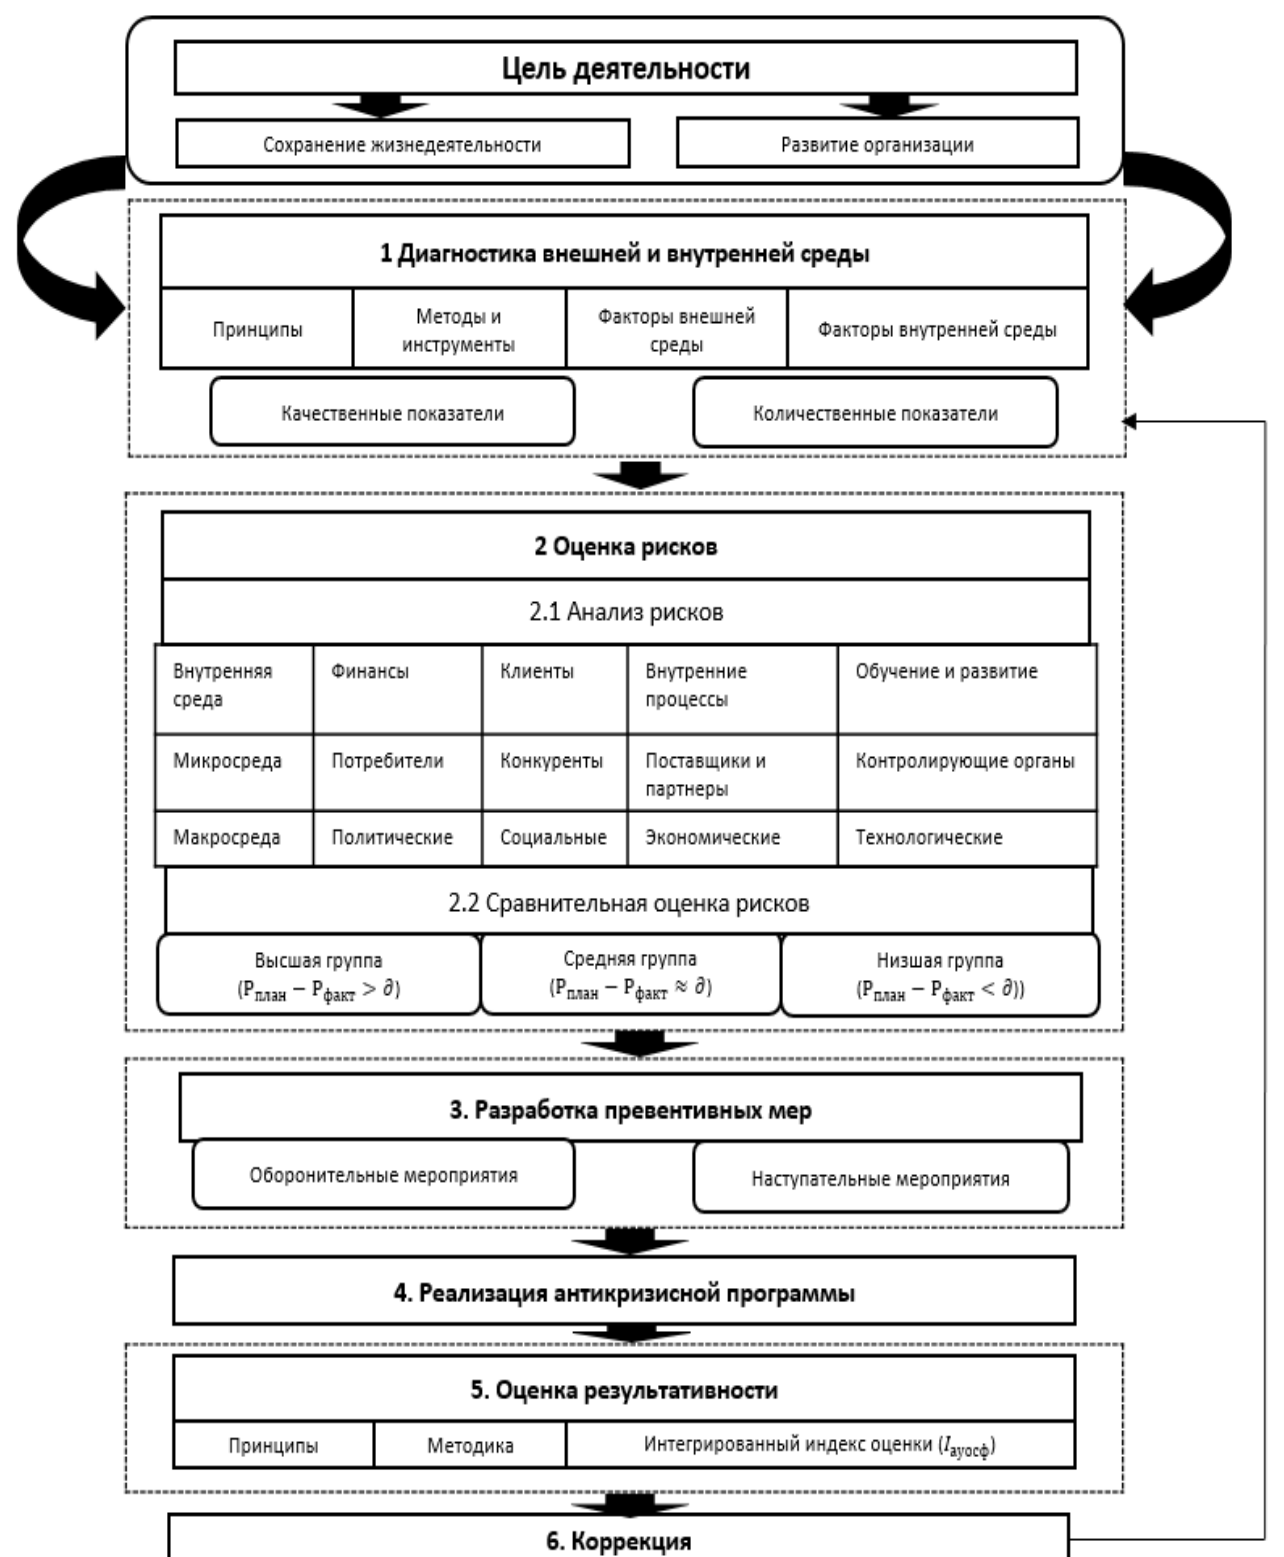 Цель деятельности
Сохранение жизнедеятельности
Развитие организации
1 Диагностика внешней и внутренней среды
Принципы
Методы и
инструменты
Факторы внешней
среды
Факторы внутренней среды
Качественные показатели
Количественные показатели
2 Оценка рисков
2.1 Анализ рисков
Внутренняя
среда
Финансы
Клиенты
Внутренние
процессы
Обучение и развитие
Микросреда
Потребители
Конкуренты
Поставщики и
партнеры
Контролирующие органы
Макросреда
Политические
Социальные
Экономические
Технологические
2.2 Сравнительная оценка рисков
Высшая группа
(Pплан − Pфакт > ∂)
Средняя группа
(Pплан − Pфакт ≈ ∂)
Низшая группа
(Pплан − Pфакт < ∂))
3. Разработка превентивных мер
Оборонительные мероприятия
Наступательные мероприятия
4. Реализация антикризисной программы
5. Оценка результативности
Принципы
Методика
Интегрированный индекс оценки (Iауосф)
6. Коррекция